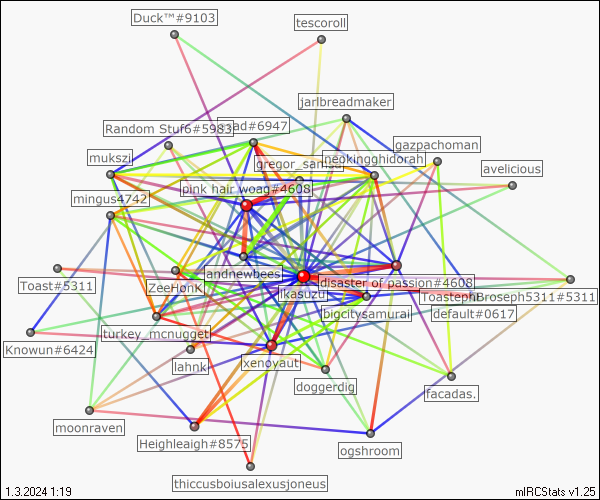 Duck™#9103
tescoroll
jarlbreadmaker
Random Stuf6#5983
ad#6947
gazpachoman
mukszi
gregor_samsa
neokingghidorah
avelicious
pink hair woag#4608
mingus4742
andnewbees
Toast#5311
ZeeHonK
disaster of passion#4608
ikasuzu
ToastephBroseph5311#5311
bigcitysamurai
default#0617
turkey_mcnugget
Knowun#6424
lahnk
xenoyaut
doggerdig
facadas.
moonraven
Heighleaigh#8575
ogshroom
thiccusboiusalexusjoneus
1.3.2024 1:19
mIRCStats v1.25